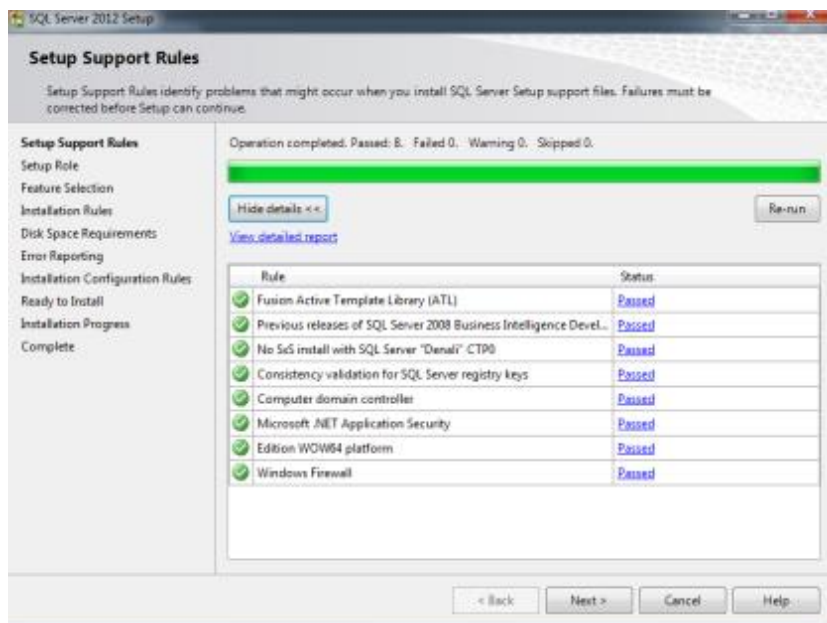 SQL Server 2012 Setup
Setup Support Rules
Setup Support Rules identify problems that might occur when you install SQL Server Setup support files. Failures must be
corrected before Setup can continue.
Setup Support Rules
Setup Role
Feature Selection
Installation Rules
Disk Space Requirements
Error Reporting
Installation Configuration Rules
Ready to Install
Installation Progress
Complete
Operation completed. Passed: 8. Failed 0. Warning 0. Skipped 0.
Hide details <<
Re-run
View detailed report
Rule Status
Fusion Active Template Library (ATL) Passed
Previous releases of SQL Server 2008 Business Intelligence Devel... Passed
No SxS install with SQL Server "Denali" CTP0 Passed
Consistency validation for SQL Server registry keys Passed
Computer domain controller Passed
Microsoft .NET Application Security Passed
Edition WOW64 platform Passed
Windows Firewall Passed
< Back Next > Cancel Help